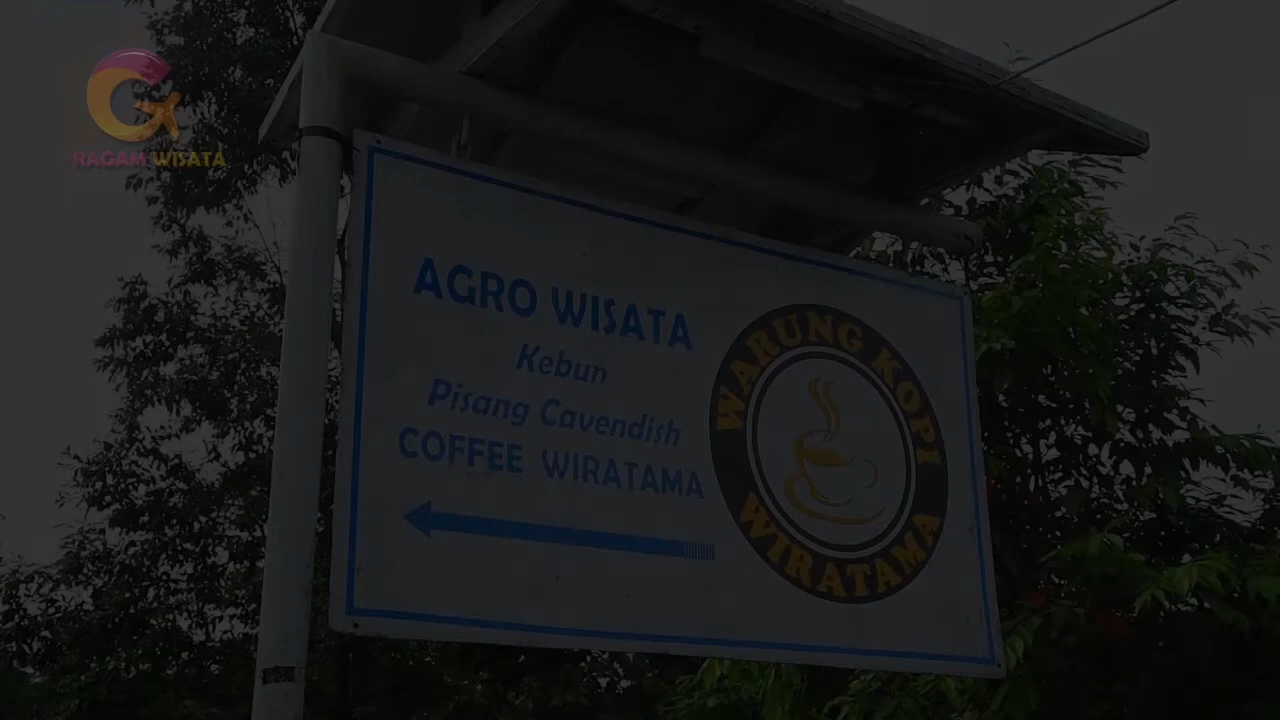 RAGAM WISATA
AGRO WISATA
Kebun
Pisang Cavendish
COFFEE WIRATAMA
WARUNG KOPI
WIRATAMA